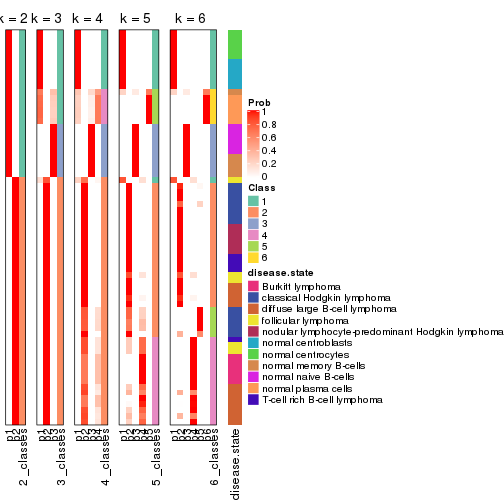 k = 2 k = 3 k = 4 k = 5 k = 6
Prob
1
0.8
0.6
0.4
0.2
0
Class
1
2
3
4
5
6
disease.state
Burkitt lymphoma
classical Hodgkin lymphoma
diffuse large B-cell lymphoma
follicular lymphoma
nodular lymphocyte-predominant Hodgkin lymphoma
normal centroblasts
normal centrocytes
normal memory B-cells
normal naive B-cells
normal plasma cells
T-cell rich B-cell lymphoma
p1
p2
2_classes
p1
p2
p3
3_classes
p1
p2
p3
p4
4_classes
p1
p2
p3
p4
p5
5_classes
p1
p2
p3
p4
p5
p6
6_classes
disease.state